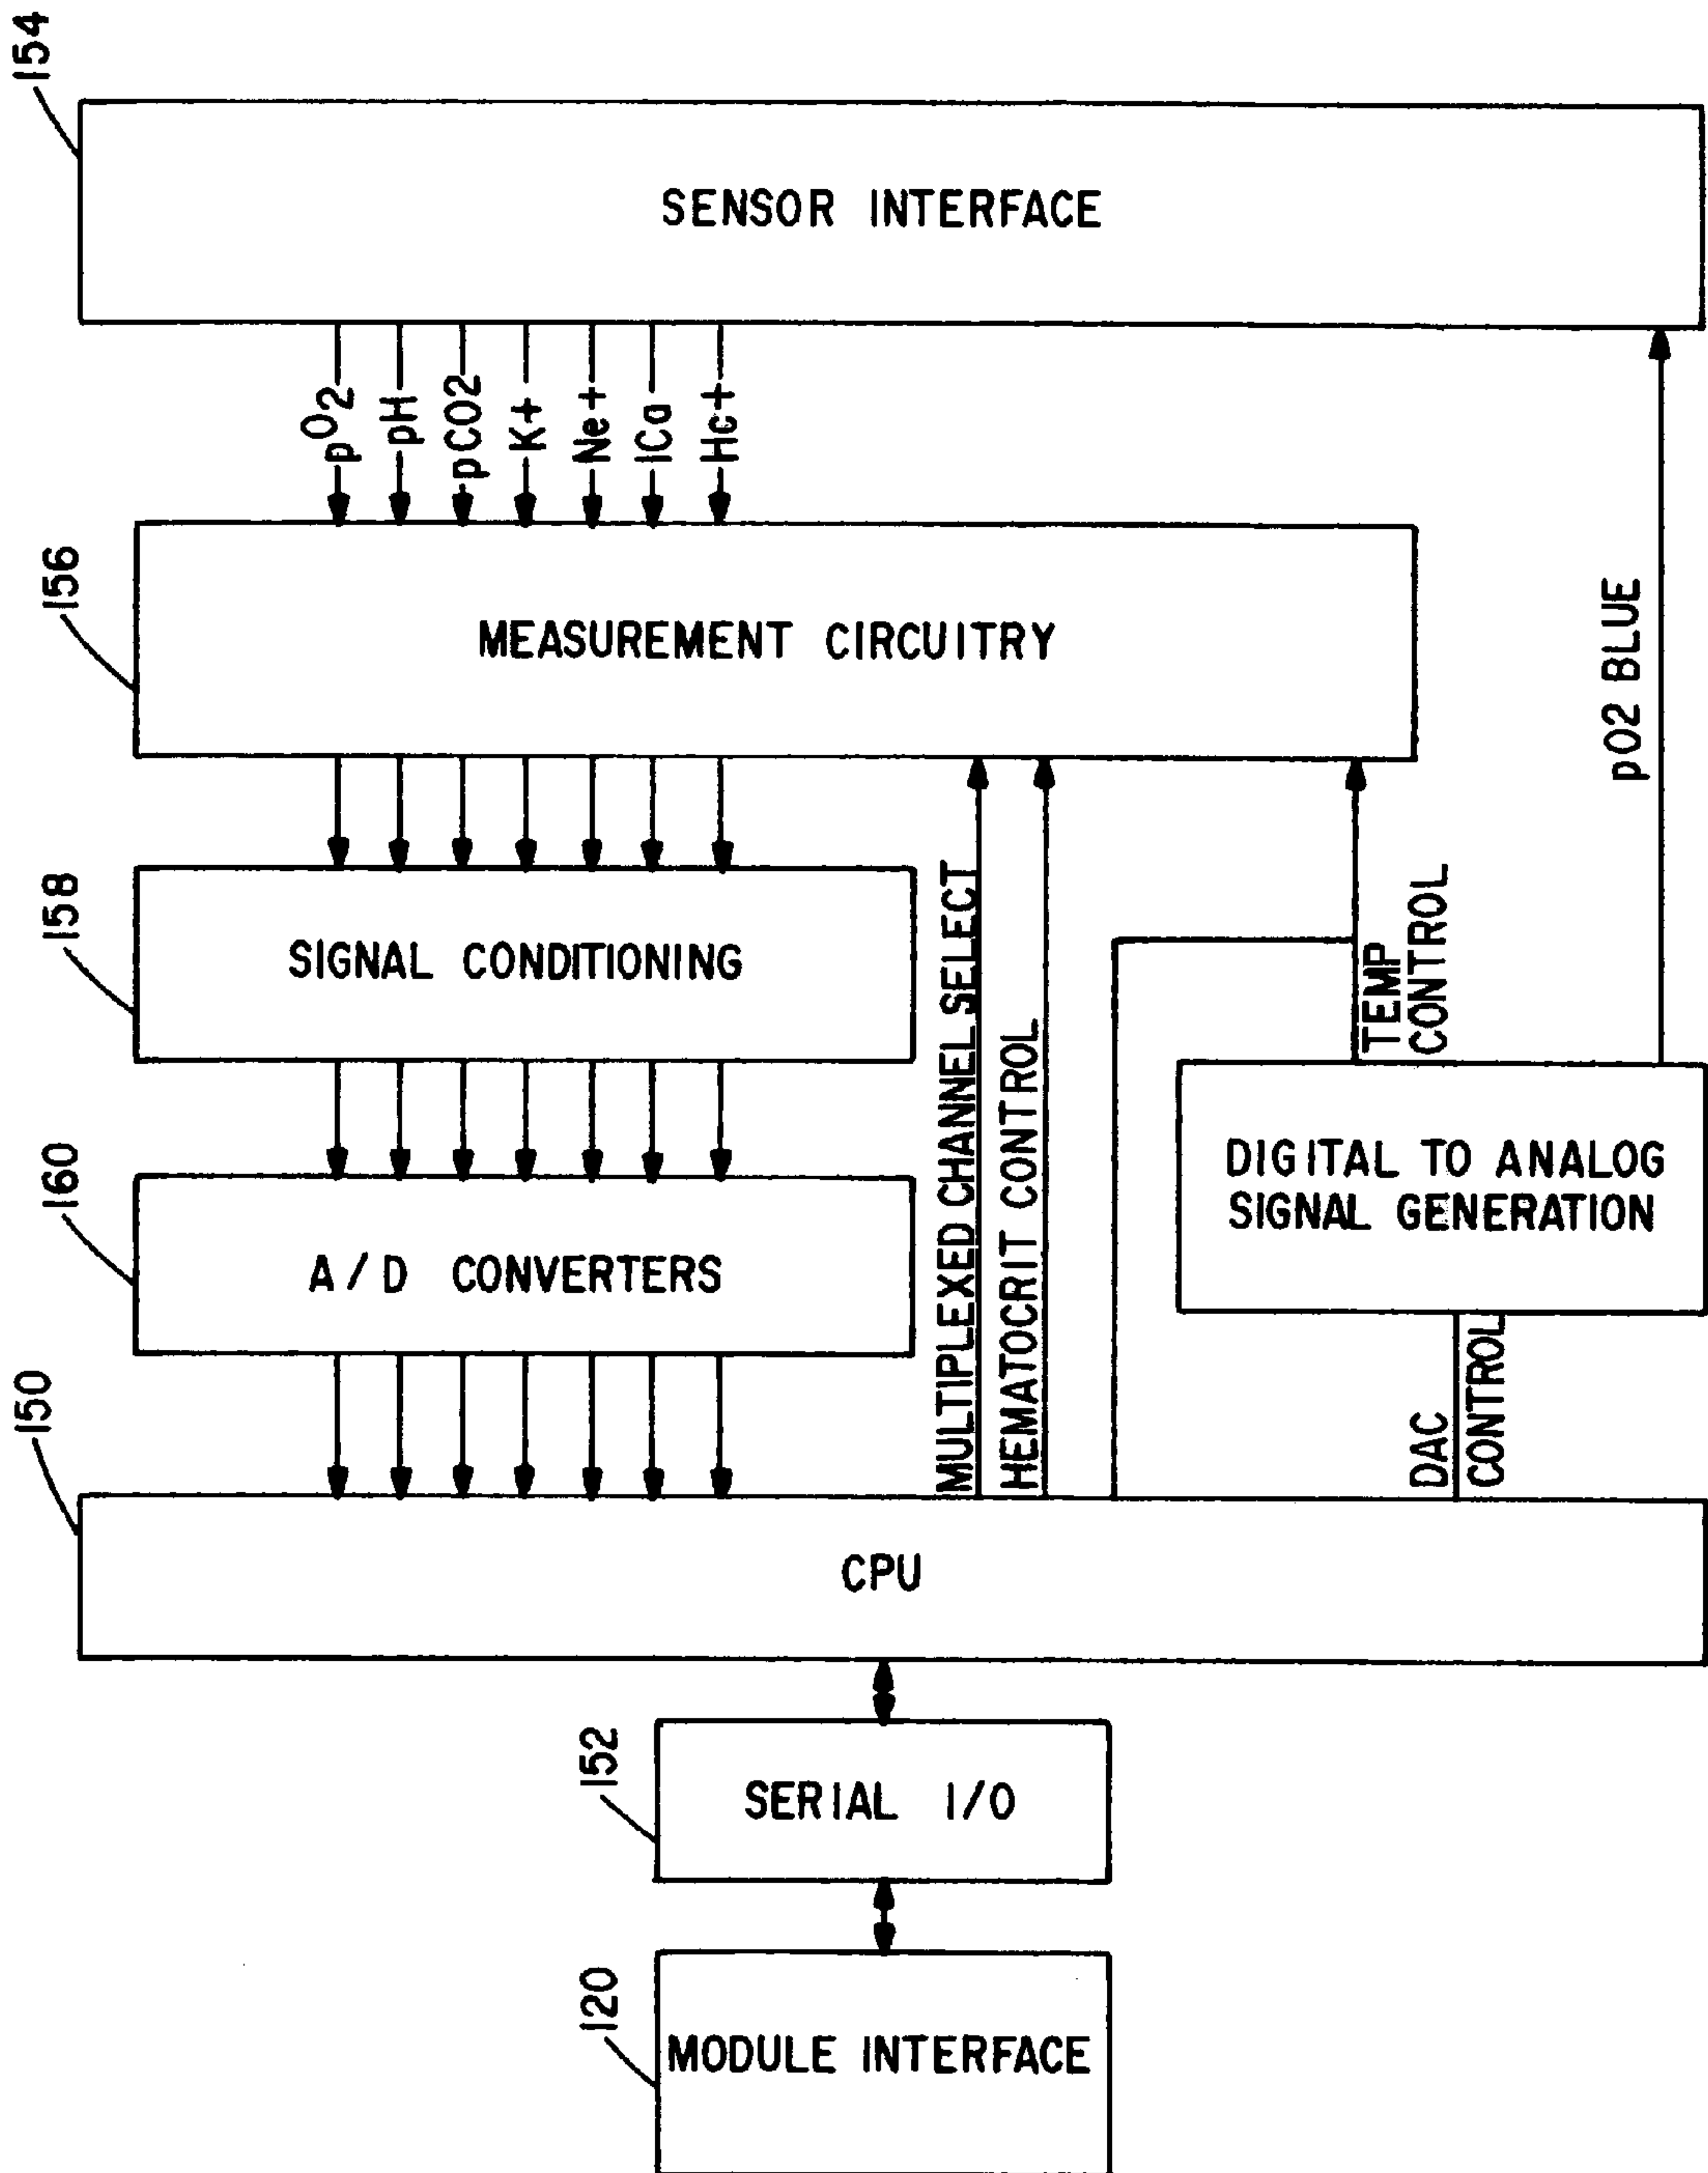 154
SENSOR INTERFACE
pO2
pH
pCO2
K+
Ne+
ICa
Hc+
156
MEASUREMENT CIRCUITRY
pO2 BLUE
158
SIGNAL CONDITIONING
MULTIPLEXED CHANNEL SELECT
HEMATOCRIT CONTROL
TEMP
CONTROL
160
A/D CONVERTERS
DIGITAL TO ANALOG
SIGNAL GENERATION
DAC
CONTROL
150
CPU
152
SERIAL I/O
120
MODULE INTERFACE